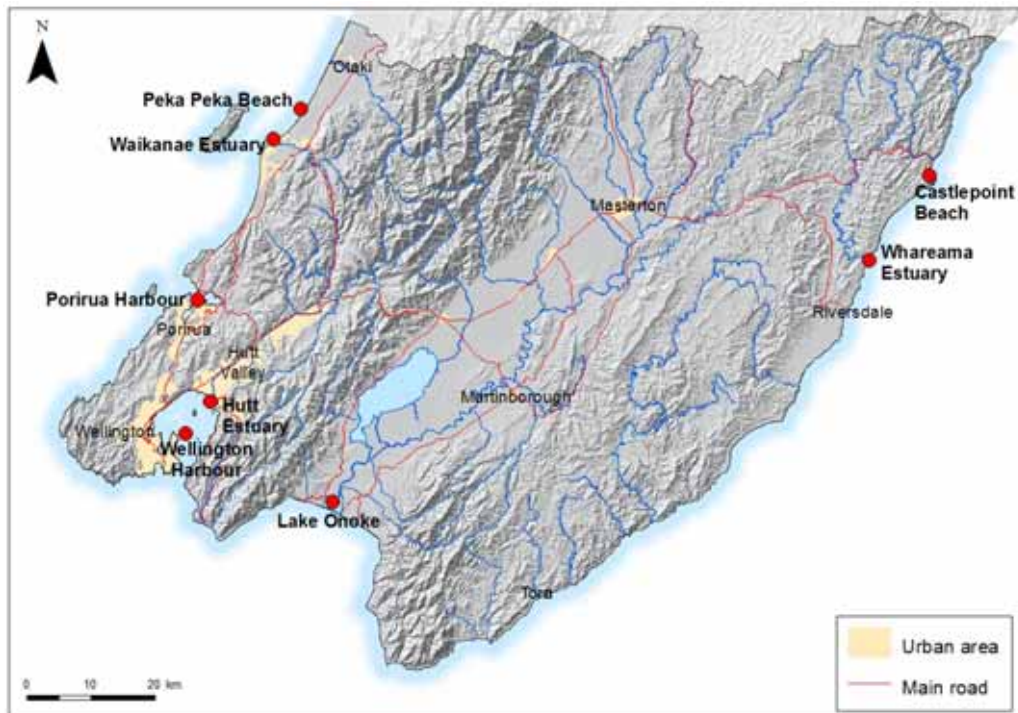 N
Otaki
Peka Peka Beach
Waikanae Estuary
Masterton
Castlepoint
Beach
Whareama
Estuary
Porirua Harbour
Porirua
Riversdale
Hutt
Valley
Martinborough
Hutt
Estuary
Wellington
Wellington
Harbour
Lake Onoke
Tora
Urban area
Main road
0 10 20 km